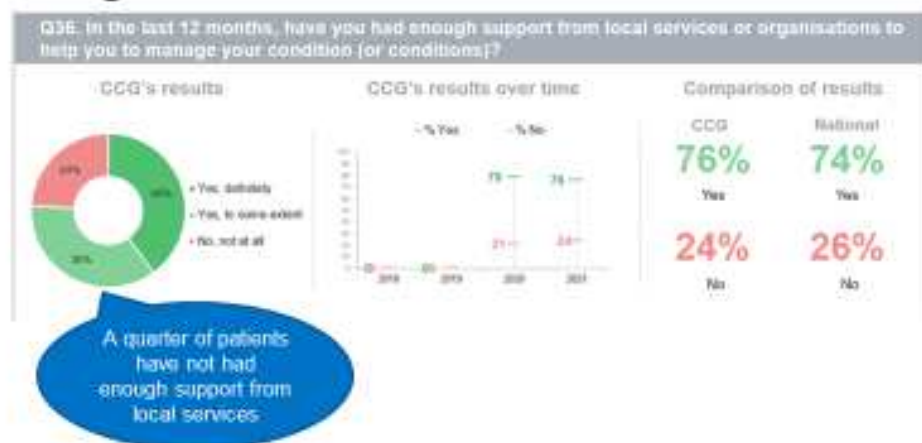 Q36. In the last 12 months, have you had enough support from local services or organisations to
help you to manage your condition (or conditions)?
CCG's results
CCG's results over time
Comparison of results
Yes, definitely
Yes, to some extent
No, not at all
% Yes
% No
2018
2019
2020
2021
21
24
CCG
National
76%
74%
Yes
Yes
24%
26%
No
No
A quarter of patients
have not had
enough support from
local services